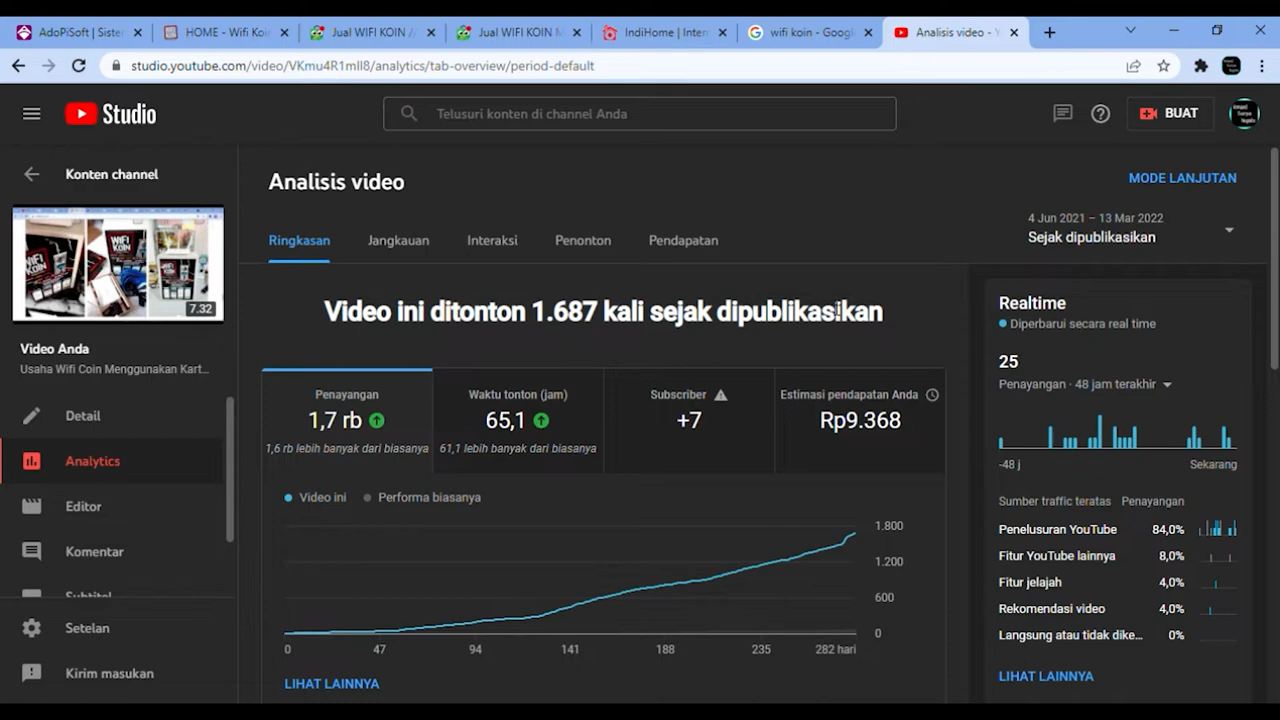 AdoPiSoft | Siste
HOME - Wifi Koi
Jual WIFI KOIN //
Jual WIFI KOIN M
IndiHome | Inter
wifi koin - Google
Analisis video - Y
studio.youtube.com/video/VKmu4R1mlI8/analytics/tab-overview/period-default
Studio
Telusuri konten di channel Anda
BUAT
Konten channel
Analisis video
MODE LANJUTAN
4 Jun 2021 – 13 Mar 2022
Sejak dipublikasikan
Ringkasan
Jangkauan
Interaksi
Penonton
Pendapatan
WIFI
KOIN
7.32
Video ini ditonton 1.687 kali sejak dipublikasikan
Realtime
Diperbarui secara real time
Video Anda
Usaha Wifi Coin Menggunakan Kart...
25
Penayangan · 48 jam terakhir
Penayangan
1,7 rb
1,6 rb lebih banyak dari biasanya
Waktu tonton (jam)
65,1
61,1 lebih banyak dari biasanya
Subscriber
+7
Estimasi pendapatan Anda
Rp9.368
Detail
Analytics
Editor
Komentar
Subtitel
Setelan
Kirim masukan
-48 j
Sekarang
Video ini
Performa biasanya
1.800
1.200
600
0
0
47
94
141
188
235
282 hari
LIHAT LAINNYA
Sumber traffic teratas
Penayangan
Penelusuran YouTube
84,0%
Fitur YouTube lainnya
8,0%
Fitur jelajah
4,0%
Rekomendasi video
4,0%
Langsung atau tidak dike...
0%
LIHAT LAINNYA